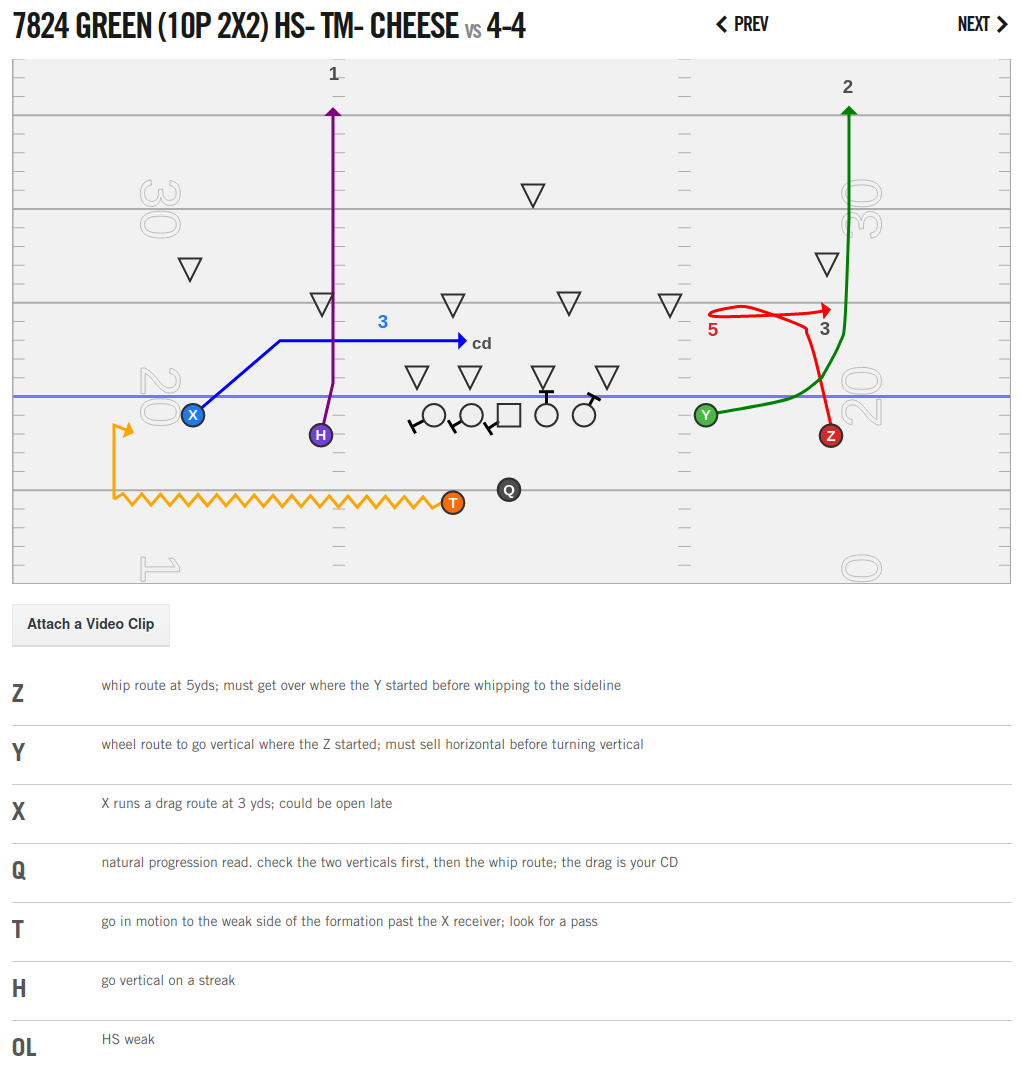 7824 GREEN (10P 2X2) HS- TM- CHEESE vs 4-4
PREV
NEXT
1
2
30
30
3
cd
5
3
20
20
X
H
Y
Z
T
Q
1
0
Attach a Video Clip
Z whip route at 5yds; must get over where the Y started before whipping to the sideline
Y wheel route to go vertical where the Z started; must sell horizontal before turning vertical
X X runs a drag route at 3 yds; could be open late
Q natural progression read. check the two verticals first, then the whip route; the drag is your CD
T go in motion to the weak side of the formation past the X receiver; look for a pass
H go vertical on a streak
OL HS weak